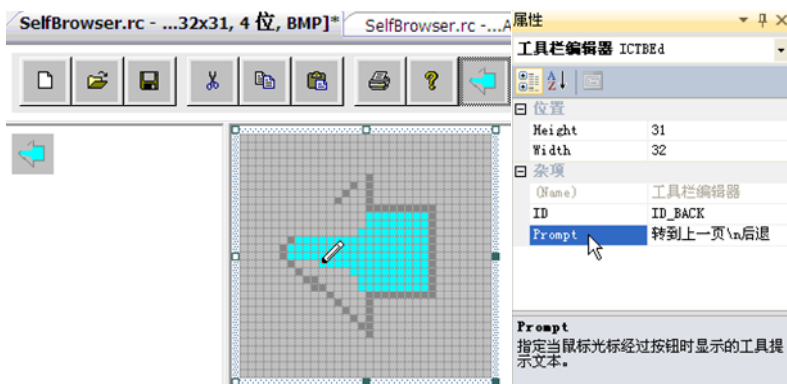 SelfBrowser.rc - ...32x31, 4 位, BMP]*
SelfBrowser.rc -...A
属性
工具栏编辑器 ICTBEd
位置
Height 31
Width 32
杂项
(Name) 工具栏编辑器
ID ID_BACK
Prompt 转到上一页\n后退
Prompt
指定当鼠标光标经过按钮时显示的工具提
示文本。